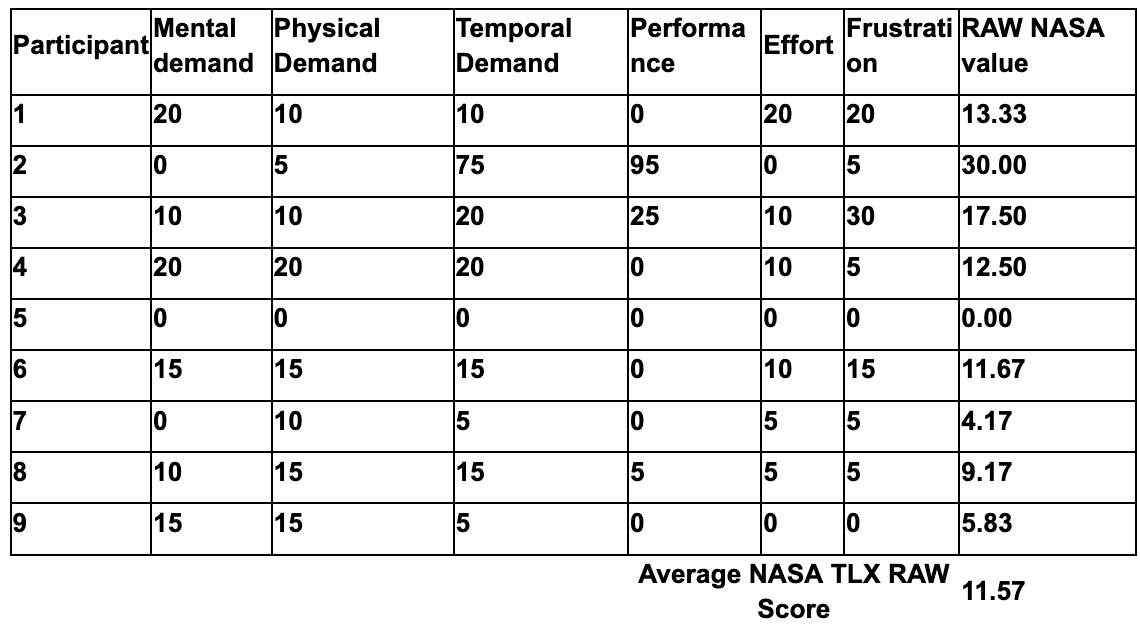 Participant Mental demand Physical Demand Temporal Demand Performa nce Effort Frustrati on RAW NASA value
1 20 10 10 0 20 20 13.33
2 0 5 75 95 0 5 30.00
3 10 10 20 25 10 30 17.50
4 20 20 20 0 10 5 12.50
5 0 0 0 0 0 0 0.00
6 15 15 15 0 10 15 11.67
7 0 10 5 0 5 5 4.17
8 10 15 15 5 5 5 9.17
9 15 15 5 0 0 0 5.83
Average NASA TLX RAW Score 11.57